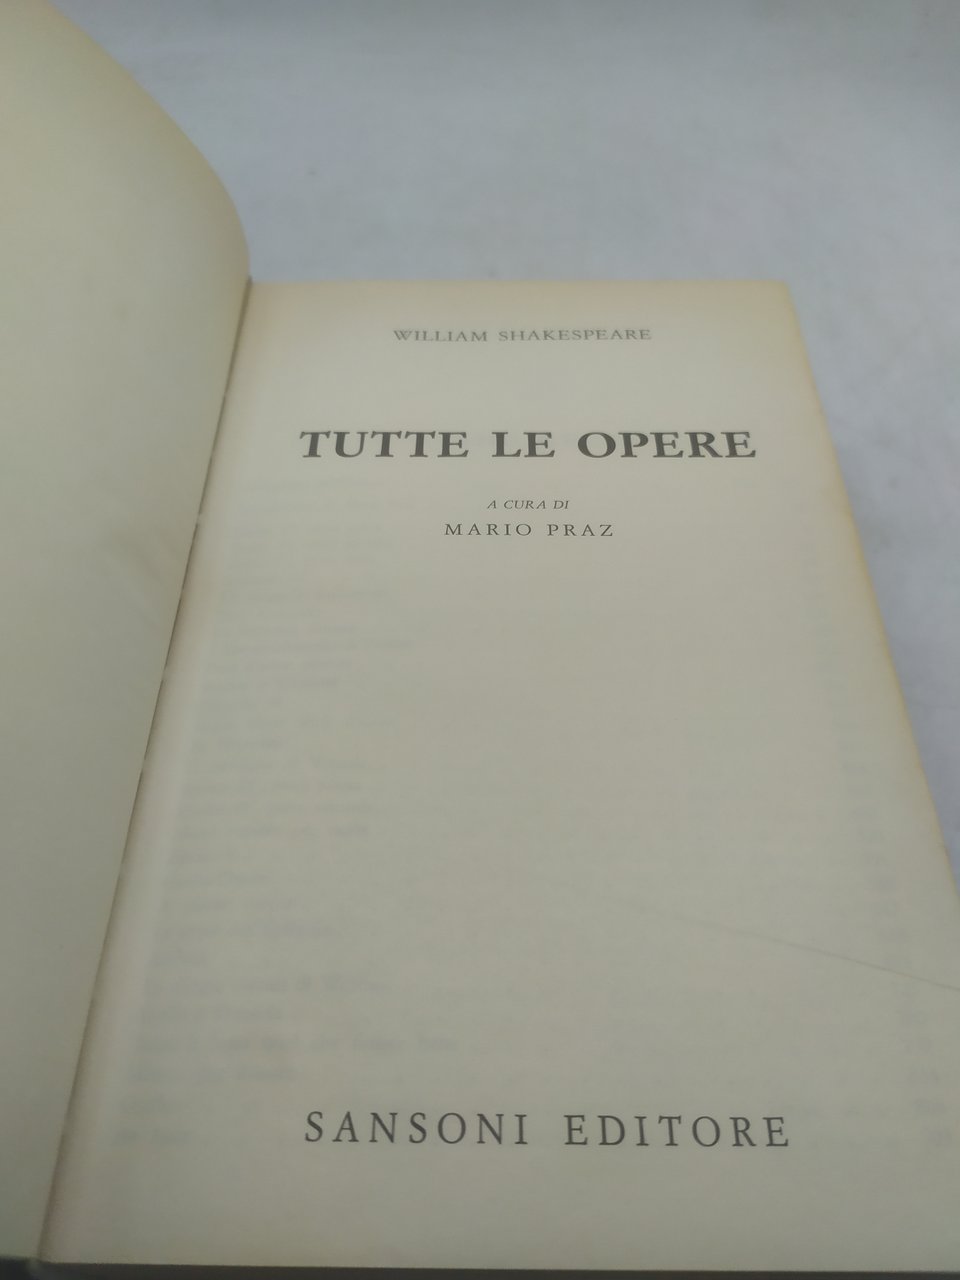 WILLIAM SHAKESPEARE
TUTTE LE OPERE
A CURA DI
MARIO PRAZ
SANSONI EDITORE